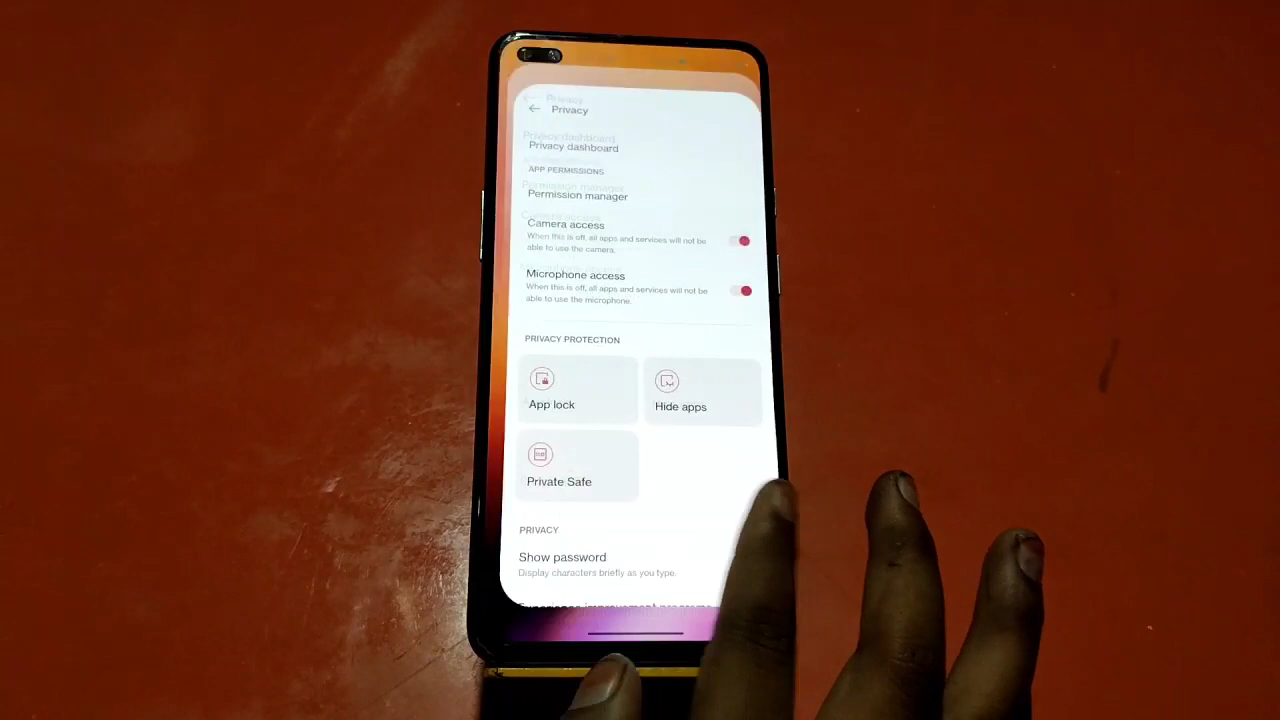 Privacy
Privacy dashboard
APP PERMISSIONS
Permission manager
Camera access
When this is off, all apps and services will not be
able to use the camera.
Microphone access
When this is off, all apps and services will not be
able to use the microphone.
PRIVACY PROTECTION
App lock
Hide apps
Private Safe
PRIVACY
Show password
Display characters briefly as you type.
Experience improvement programs